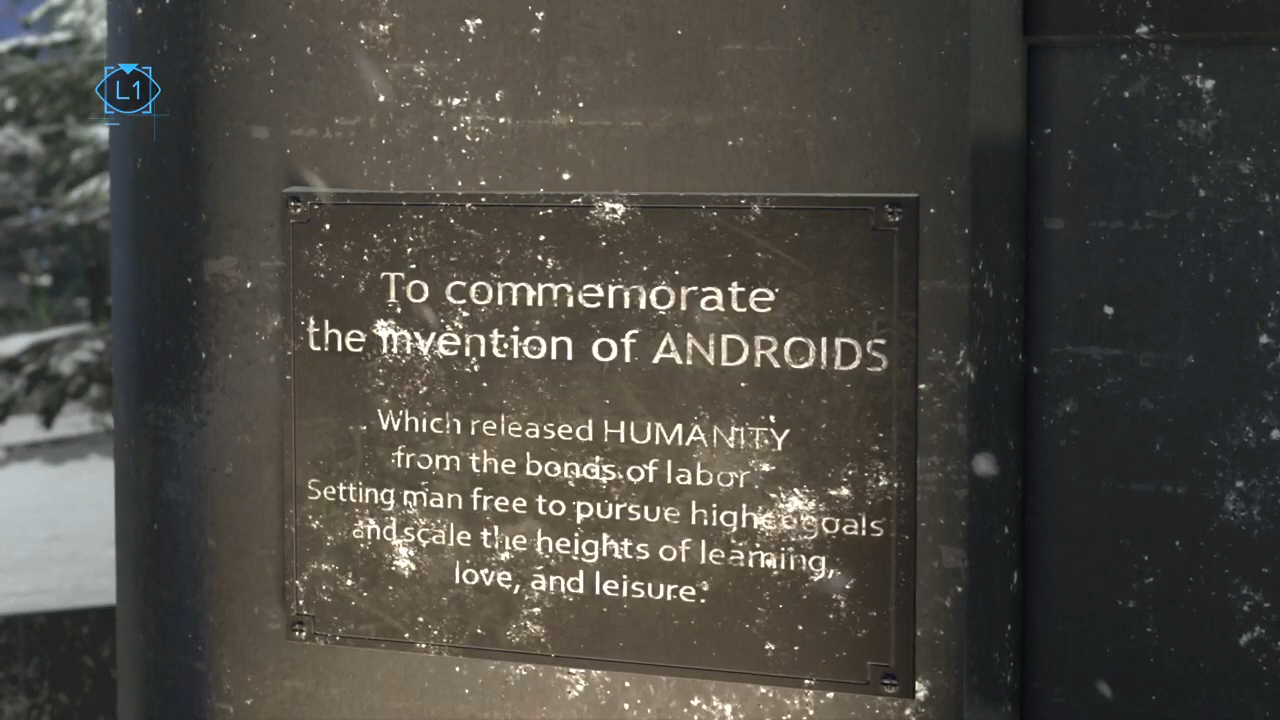 L1
To commemorate
the invention of ANDROIDS
Which released HUMANITY
from the bonds of labor.
Setting man free to pursue higher goals
and scale the heights of learning,
love, and leisure.